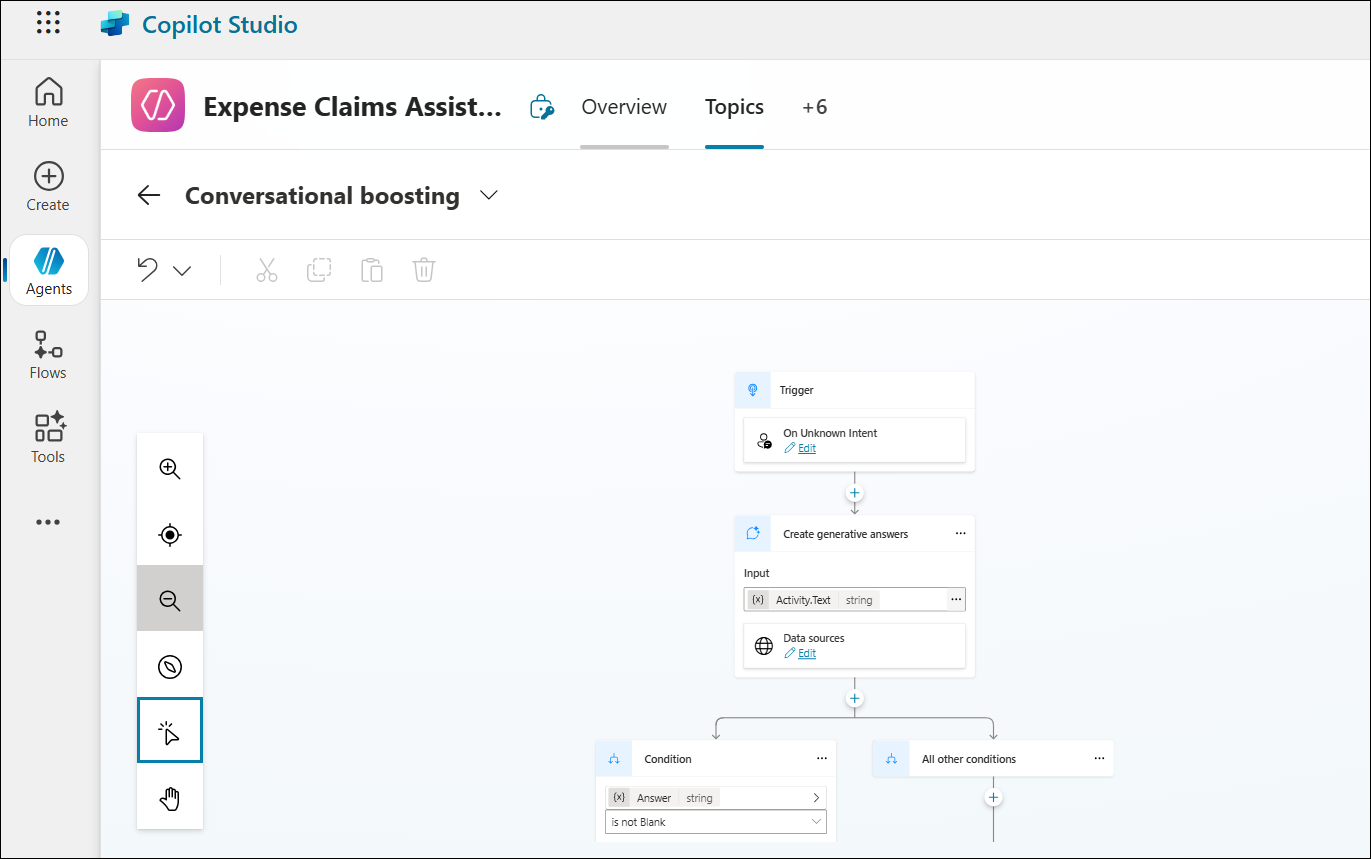 Copilot Studio
Home
Create
Agents
Flows
Tools
Expense Claims Assist...
Overview
Topics
+6
Conversational boosting
Trigger
On Unknown Intent
Edit
Create generative answers
Input
{x} Activity.Text string
Data sources
Edit
Condition
{x} Answer string
is not Blank
All other conditions